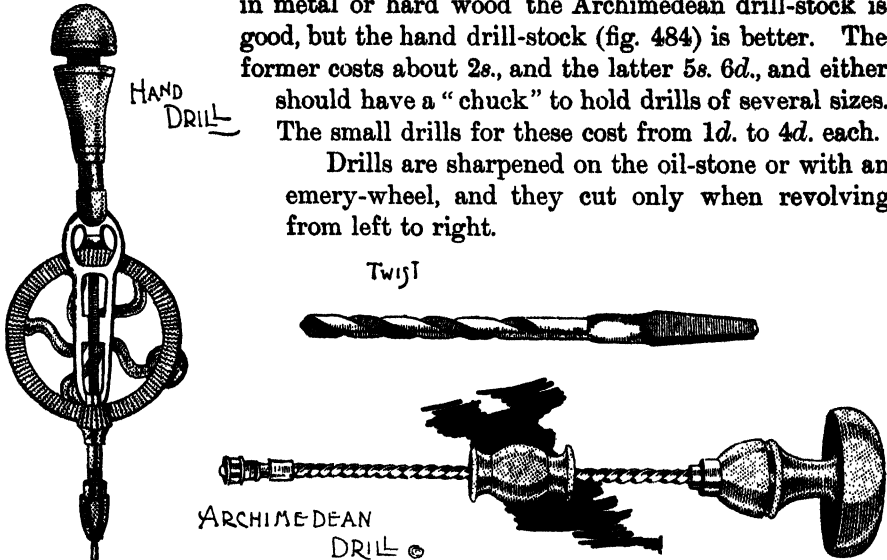 in metal or hard wood the Archimedean drill-stock is
good, but the hand drill-stock (fig. 484) is better. The
former costs about 2s., and the latter 5s. 6d., and either
should have a “chuck” to hold drills of several sizes.
The small drills for these cost from 1d. to 4d. each.
Drills are sharpened on the oil-stone or with an
emery-wheel, and they cut only when revolving
from left to right.
HAND
DRILL
TWIST
ARCHIMEDEAN
DRILL